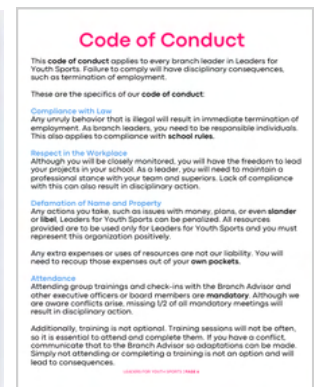 Code of Conduct
This code of conduct applies to every branch leader in Leaders for
Youth Sports. Failure to comply will have disciplinary consequences,
such as termination of employment.
These are the specifics of our code of conduct:
Compliance with Law
Any unruly behavior that is illegal will result in immediate termination of
employment. As branch leaders, you need to be responsible individuals.
This also applies to compliance with school rules.
Respect in the Workplace
Although you will be closely monitored, you will have the freedom to lead
your projects in your school. As a leader, you will need to maintain a
professional stance with your team and superiors. Lack of compliance
with this can also result in disciplinary action.
Defamation of Name and Property
Any actions you take, such as issues with money, plans, or even slander
or libel, Leaders for Youth Sports can be penalized. All resources
provided are to be used only for Leaders for Youth Sports and you must
represent this organization positively.
Any extra expenses or uses of resources are not our liability. You will
need to recoup those expenses out of your own pockets.
Attendance
Attending group trainings and check-ins with the Branch Advisor and
other executive officers or board members are mandatory. Although we
are aware conflicts arise, missing 1/2 of all mandatory meetings will
result in disciplinary action.
Additionally, training is not optional. Training sessions will not be often,
so it is essential to attend and complete them. If you have a conflict,
communicate that to the Branch Advisor so adaptations can be made.
Simply not attending or completing a training is not an option and will
lead to consequences.
LEADERS FOR YOUTH SPORTS | PAGE